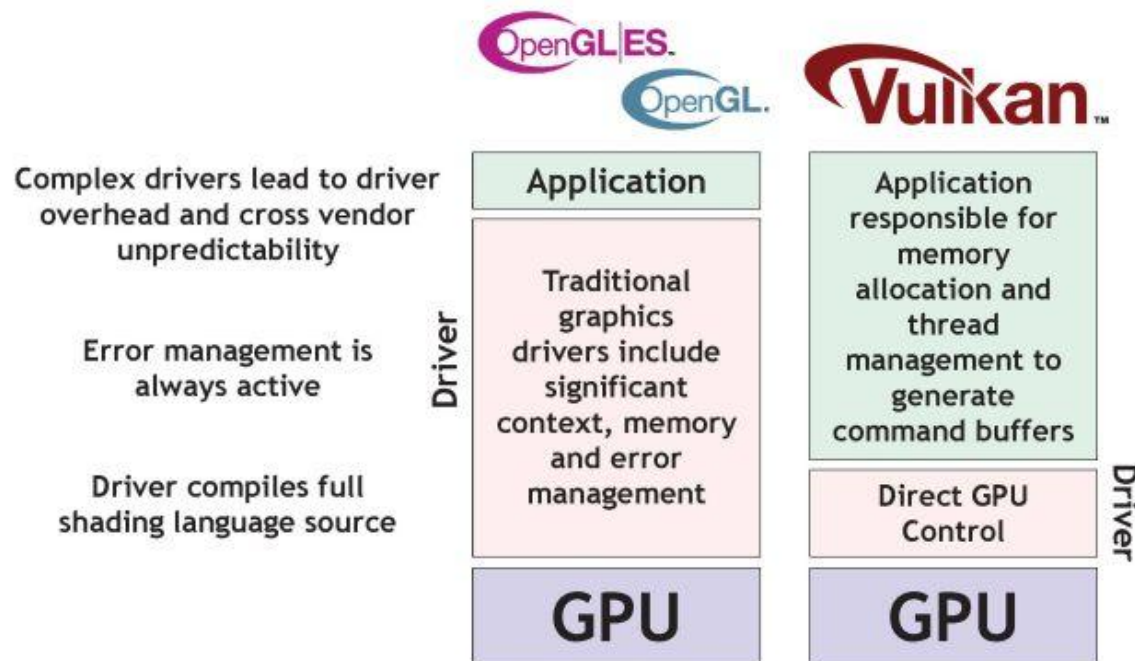 OpenGL|ES™
OpenGL.
Vulkan™
Complex drivers lead to driver
overhead and cross vendor
unpredictability
Error management is
always active
Driver compiles full
shading language source
Application
Driver
Traditional
graphics
drivers include
significant
context, memory
and error
management
GPU
Application
responsible for
memory
allocation and
thread
management to
generate
command buffers
Direct GPU
Control
Driver
GPU